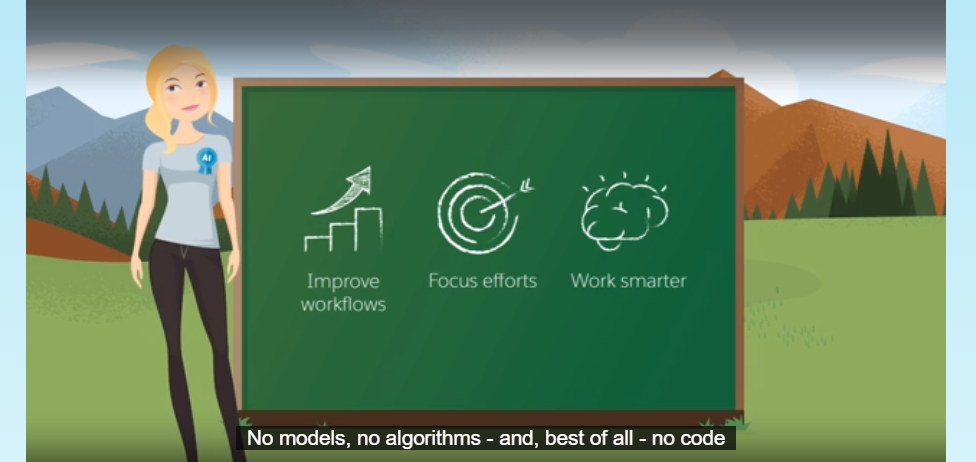 AI
Improve
workflows
Focus efforts
Work smarter
No models, no algorithms - and, best of all - no code